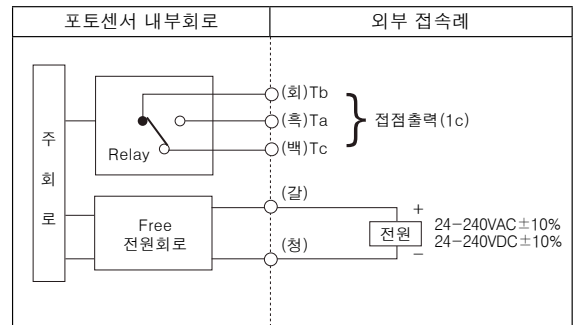 포토센서 내부회로
외부 접속례
주
회
로
Relay
(회)Tb
(흑)Ta
(백)Tc
접점출력(1c)
Free
전원회로
(갈)
(청)
+
전원
−
24−240VAC±10%
24−240VDC±10%